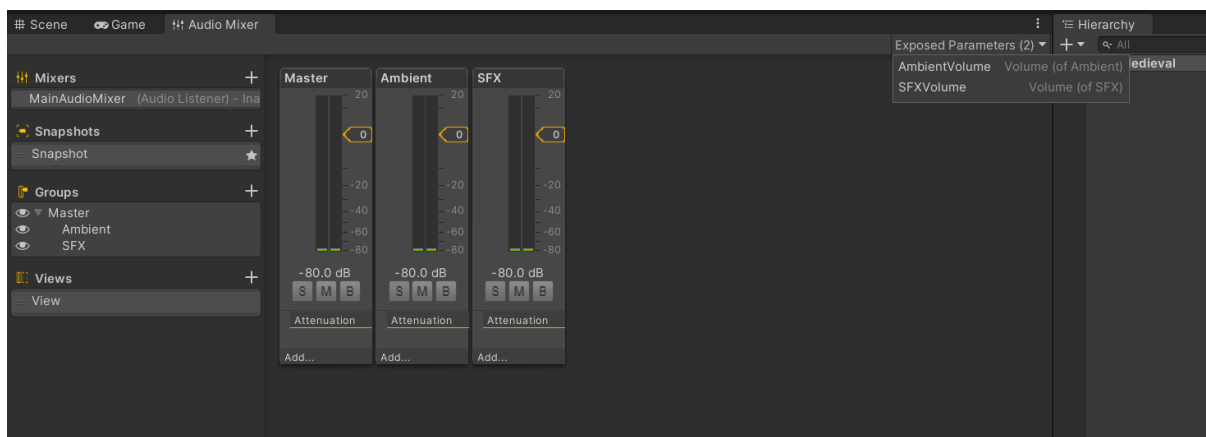 Scene Game Audio Mixer Hierarchy
Exposed Parameters (2) All
AmbientVolume Volume (of Ambient) edieval
SFXVolume Volume (of SFX)
Mixers
MainAudioMixer (Audio Listener) - Ina
Snapshots
Snapshot
Groups
Master
Ambient
SFX
Views
View
Master
20
0
-20
-40
-60
-80
-80.0 dB
S M B
Attenuation
Add...
Ambient
20
0
-20
-40
-60
-80
-80.0 dB
S M B
Attenuation
Add...
SFX
20
0
-20
-40
-60
-80
-80.0 dB
S M B
Attenuation
Add...